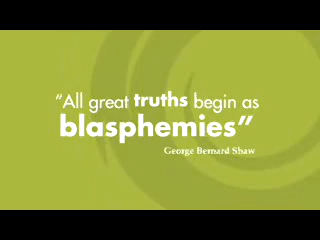 “All great truths begin as
blasphemies”
George Bernard Shaw